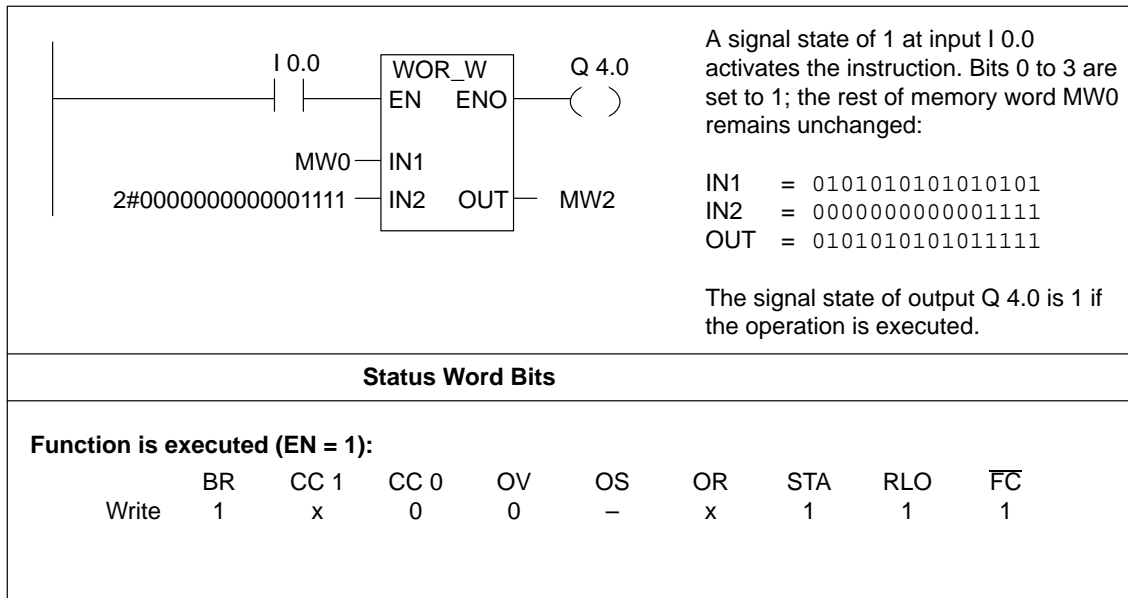 I 0.0
WOR_W
Q 4.0
EN ENO
MW0
IN1
2#0000000000001111
IN2 OUT
MW2
A signal state of 1 at input I 0.0
activates the instruction. Bits 0 to 3 are
set to 1; the rest of memory word MW0
remains unchanged:
IN1 = 0101010101010101
IN2 = 0000000000001111
OUT = 0101010101011111
The signal state of output Q 4.0 is 1 if
the operation is executed.
Status Word Bits
Function is executed (EN = 1):
BR CC 1 CC 0 OV OS OR STA RLO F̅C̅
Write 1 x 0 0 – x 1 1 1